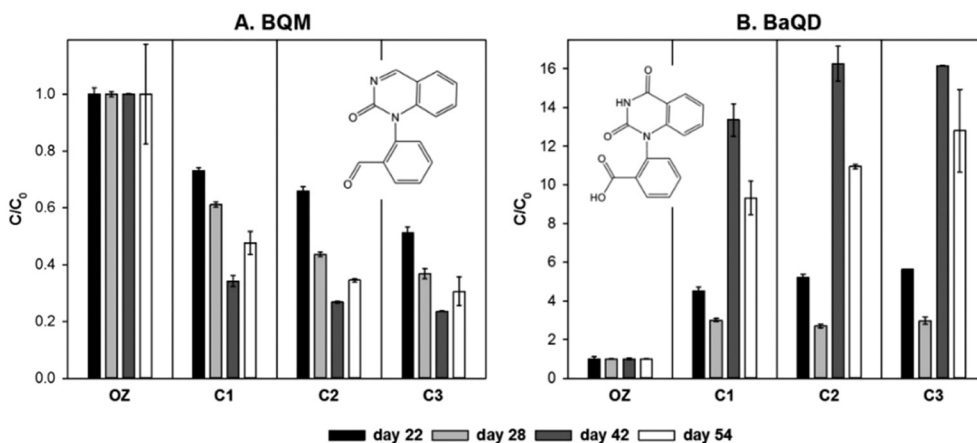 A. BQM
B. BaQD
C/C0
1.0
0.8
0.6
0.4
0.2
0.0
N
O
N
O
OZ
C1
C2
C3
C/C0
16
14
12
10
8
6
4
2
0
O
HN
O
N
O
HO
OZ
C1
C2
C3
day 22
day 28
day 42
day 54